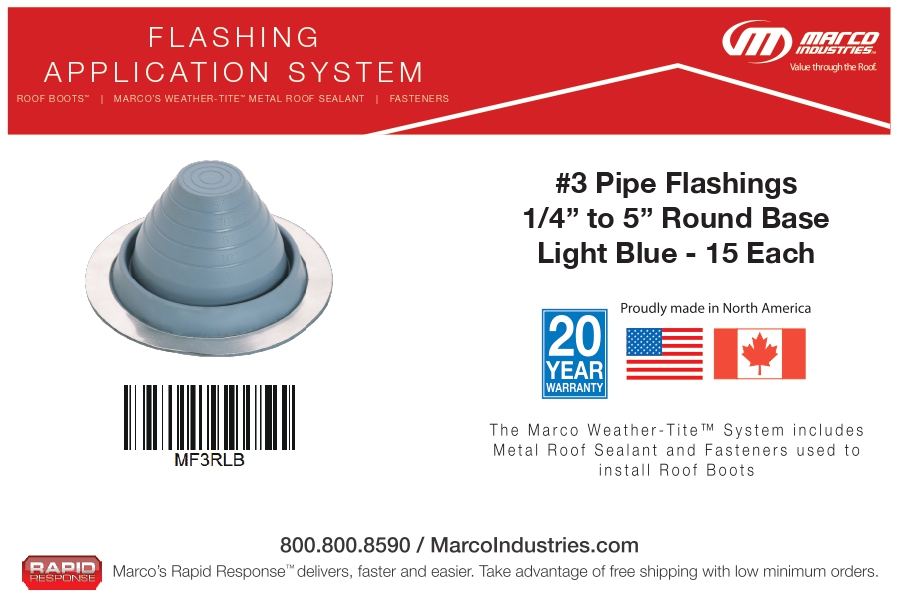 FLASHING
APPLICATION SYSTEM
ROOF BOOTS™ | MARCO'S WEATHER-TITE™ METAL ROOF SEALANT | FASTENERS
MARCO
INDUSTRIES™
Value through the Roof.
#3 Pipe Flashings
1/4” to 5” Round Base
Light Blue - 15 Each
Proudly made in North America
20
YEAR
WARRANTY
The Marco Weather-Tite™ System includes
Metal Roof Sealant and Fasteners used to
install Roof Boots
MF3RLB
800.800.8590 / MarcoIndustries.com
RAPID
RESPONSE
Marco’s Rapid Response™ delivers, faster and easier. Take advantage of free shipping with low minimum orders.